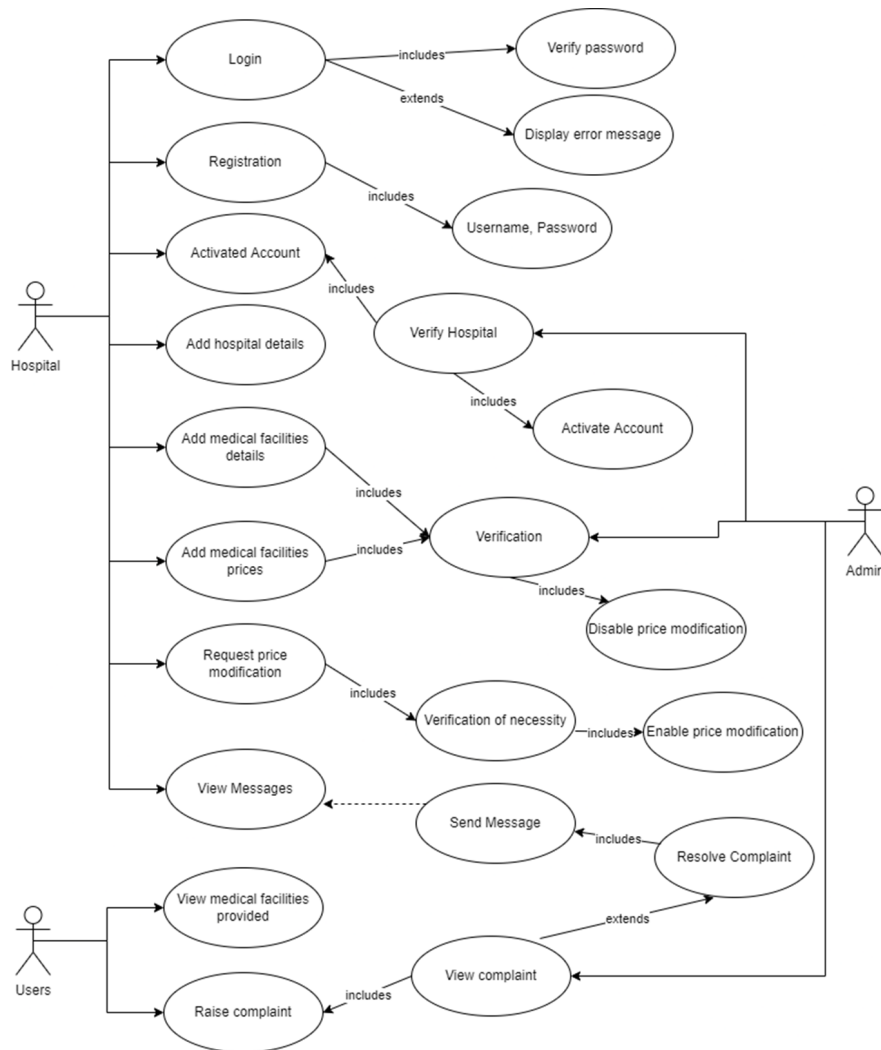 Login
includes
Verify password
extends
Display error message
Registration
includes
Username, Password
Activated Account
includes
Verify Hospital
Hospital
Add hospital details
includes
Activate Account
Add medical facilities
details
includes
Verification
Add medical facilities
prices
includes
Admin
includes
Disable price modification
Request price
modification
includes
Verification of necessity
includes
Enable price modification
View Messages
Send Message
includes
Resolve Complaint
View medical facilities
provided
extends
Users
View complaint
includes
Raise complaint